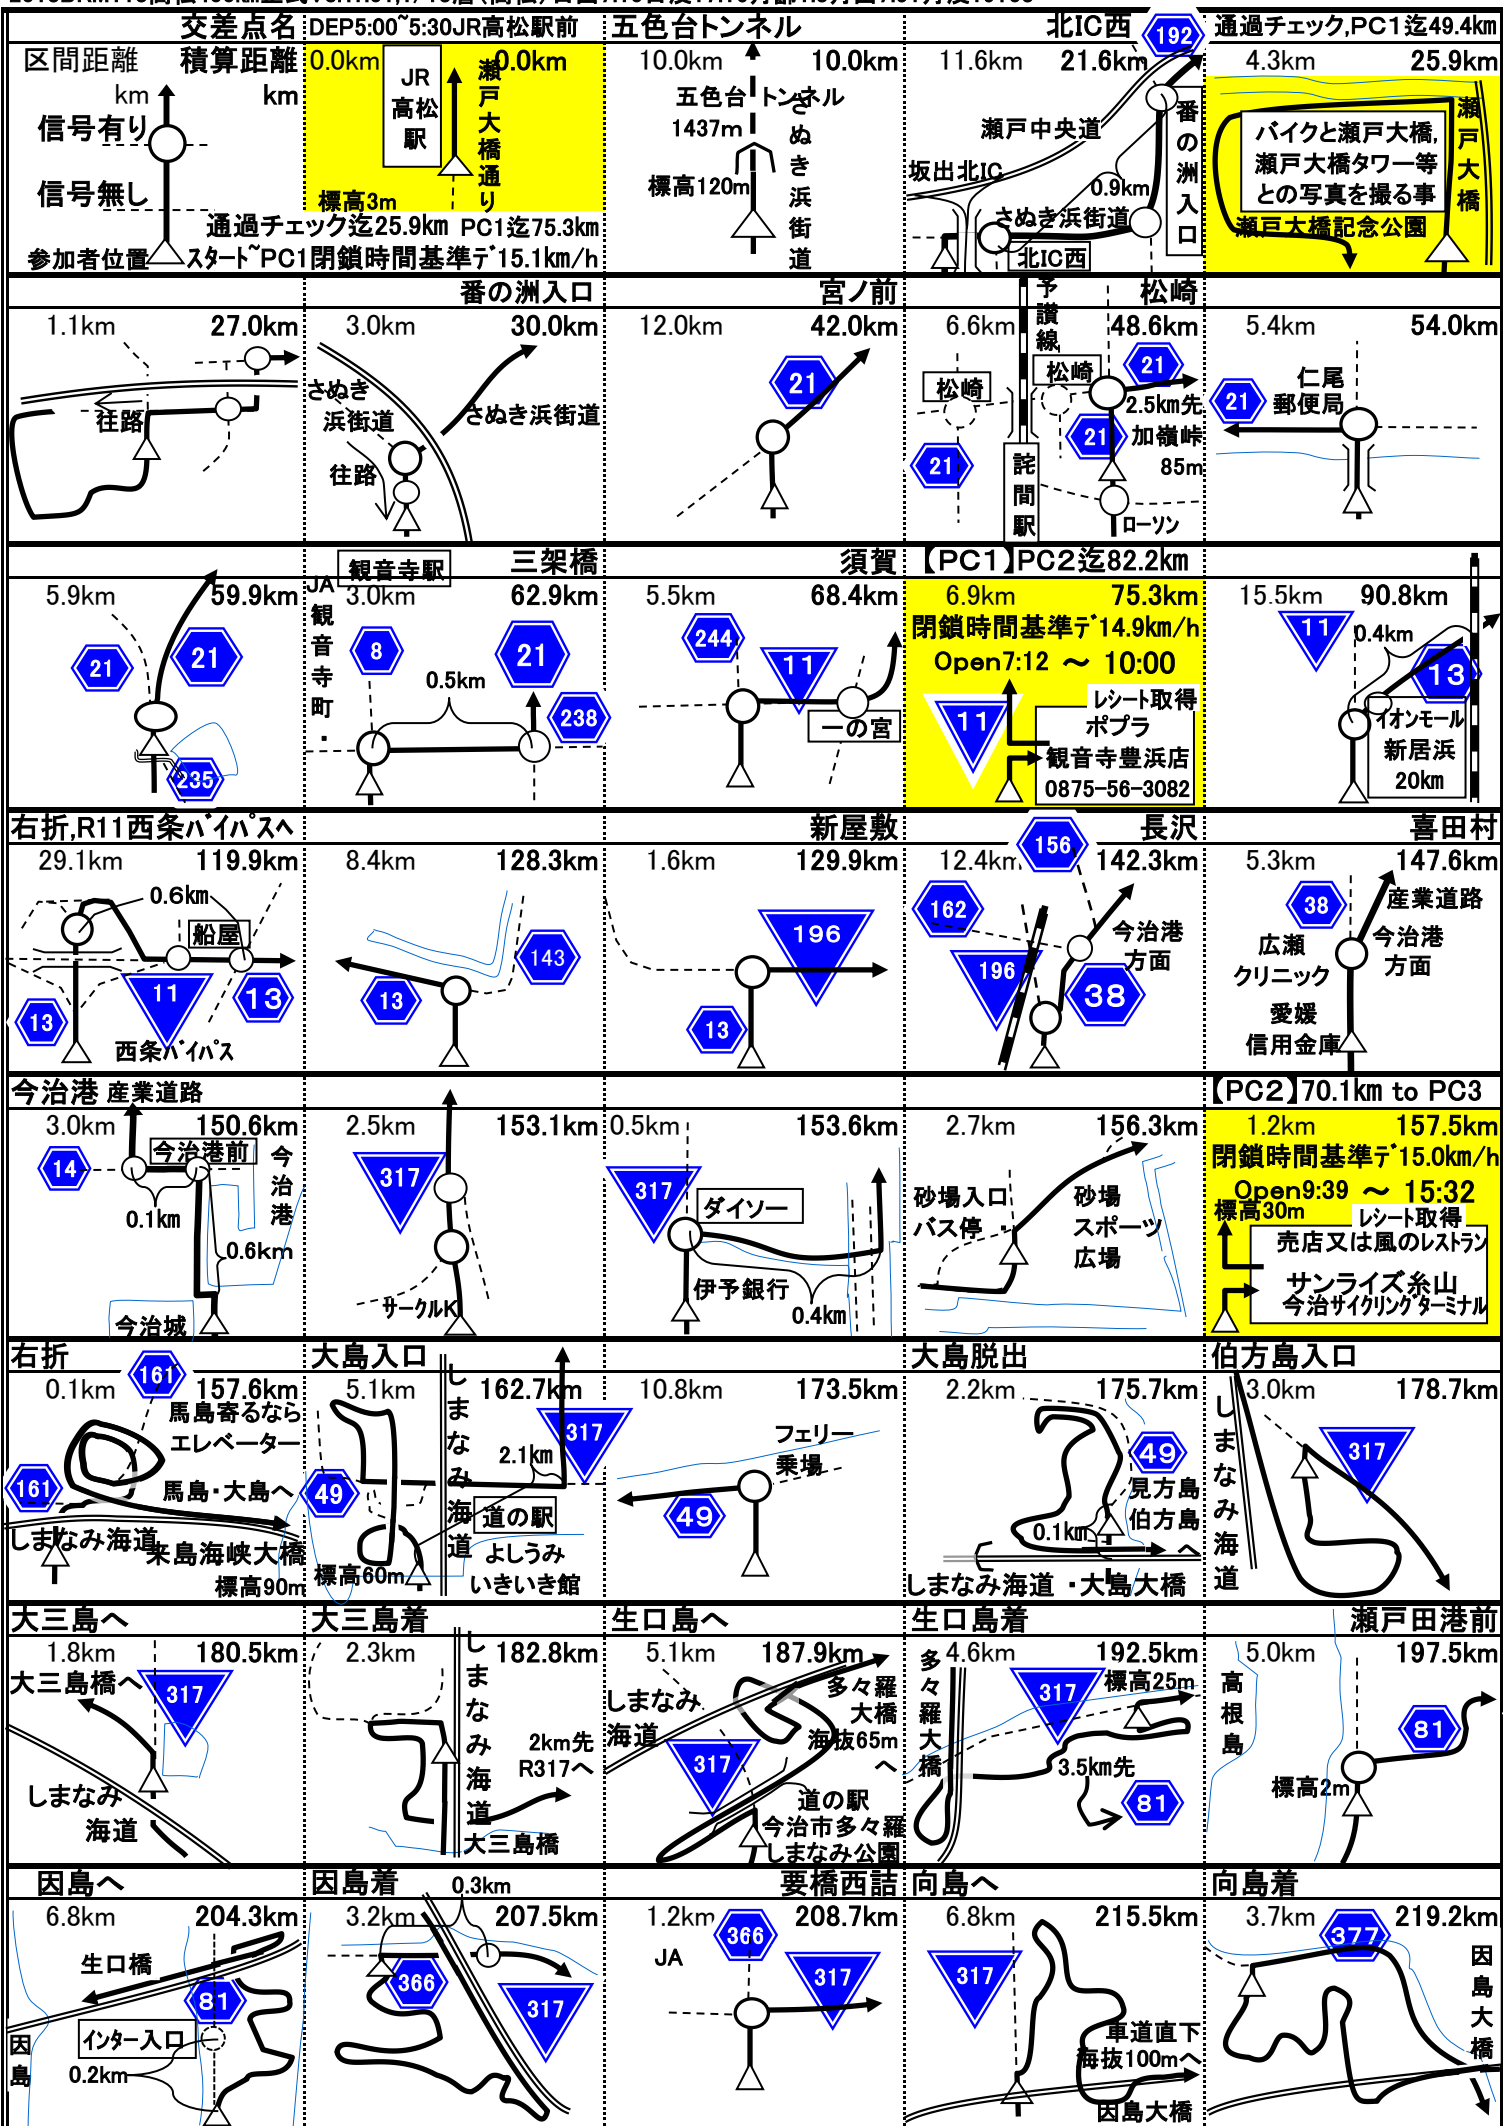 交差点名
区間距離 積算距離
km km
信号有り
信号無し
参加者位置
DEP5:00~5:30JR高松駅前
0.0km 0.0km
JR高松駅
瀬戸大橋通り
標高3m
通過チェック迄25.9km PC1迄75.3km
スタート~PC1閉鎖時間基準ﾃﾞ15.1km/h
五色台トンネル
10.0km 10.0km
五色台トンネル
1437m
標高120m
さぬき浜街道
北IC西
192
11.6km 21.6km
瀬戸中央道
坂出北IC
0.9km
さぬき浜街道
北IC西
番の洲入口
通過チェック,PC1迄49.4km
4.3km 25.9km
バイクと瀬戸大橋,
瀬戸大橋タワー等
との写真を撮る事
瀬戸大橋記念公園
瀬戸大橋
1.1km 27.0km
往路
番の洲入口
3.0km 30.0km
さぬき
浜街道
さぬき浜街道
往路
宮ノ前
12.0km 42.0km
21
松崎
6.6km 48.6km
予讃線
松崎
松崎
21
21
21
2.5km先
加嶺峠
85m
詫間駅
ローソン
5.4km 54.0km
仁尾
郵便局
21
5.9km 59.9km
21
21
235
三架橋
観音寺駅
3.0km 62.9km
JA観音寺町・
8
21
0.5km
238
須賀
5.5km 68.4km
244
11
一の宮
【PC1】PC2迄82.2km
6.9km 75.3km
閉鎖時間基準ﾃﾞ14.9km/h
Open7:12 ～ 10:00
11
レシート取得
ポプラ
観音寺豊浜店
0875-56-3082
15.5km 90.8km
11
0.4km
13
イオンモール
新居浜
20km
右折,R11西条ﾊﾞｲﾊﾟｽへ
29.1km 119.9km
0.6km
船屋
11
13
13
西条ﾊﾞｲﾊﾟｽ
8.4km 128.3km
143
13
新屋敷
1.6km 129.9km
196
13
長沢
156
12.4km 142.3km
162
196
38
今治港
方面
喜田村
5.3km 147.6km
38
産業道路
広瀬
クリニック
今治港
方面
愛媛
信用金庫
今治港 産業道路
3.0km 150.6km
14
今治港前
今治港
0.1km
0.6km
今治城
2.5km 153.1km
317
サークルK
0.5km 153.6km
317
ダイソー
伊予銀行
0.4km
2.7km 156.3km
砂場入口
バス停
砂場
スポーツ
広場
【PC2】70.1km to PC3
1.2km 157.5km
閉鎖時間基準ﾃﾞ15.0km/h
Open9:39 ～ 15:32
標高30m
レシート取得
売店又は風のレストラン
サンライズ糸山
今治サイクリングターミナル
右折
161
0.1km 157.6km
馬島寄るなら
エレベーター
161
馬島・大島へ
しまなみ海道
来島海峡大橋
標高90m
大島入口
5.1km 162.7km
しまなみ海道
317
2.1km
49
道の駅
よしうみ
いきいき館
標高60m
10.8km 173.5km
フェリー
乗場
49
大島脱出
2.2km 175.7km
49
見方島
伯方島
へ
0.1km
しまなみ海道・大島大橋
伯方島入口
3.0km 178.7km
しまなみ海道
317
大三島へ
1.8km 180.5km
大三島橋へ
317
しまなみ
海道
大三島着
2.3km 182.8km
しまなみ海道
2km先
R317へ
大三島橋
生口島へ
5.1km 187.9km
しまなみ
海道
多々羅
大橋
海抜65m
へ
317
道の駅
今治市多々羅
しまなみ公園
生口島着
4.6km 192.5km
多々羅大橋
317
標高25m
3.5km先
81
瀬戸田港前
5.0km 197.5km
高根島
81
標高2m
因島へ
6.8km 204.3km
生口橋
81
インター入口
因島
0.2km
因島着
0.3km
3.2km 207.5km
366
317
要橋西詰
1.2km 208.7km
JA
366
317
向島へ
6.8km 215.5km
317
車道直下
海抜100mへ
因島大橋
向島着
3.7km 219.2km
377
因島大橋